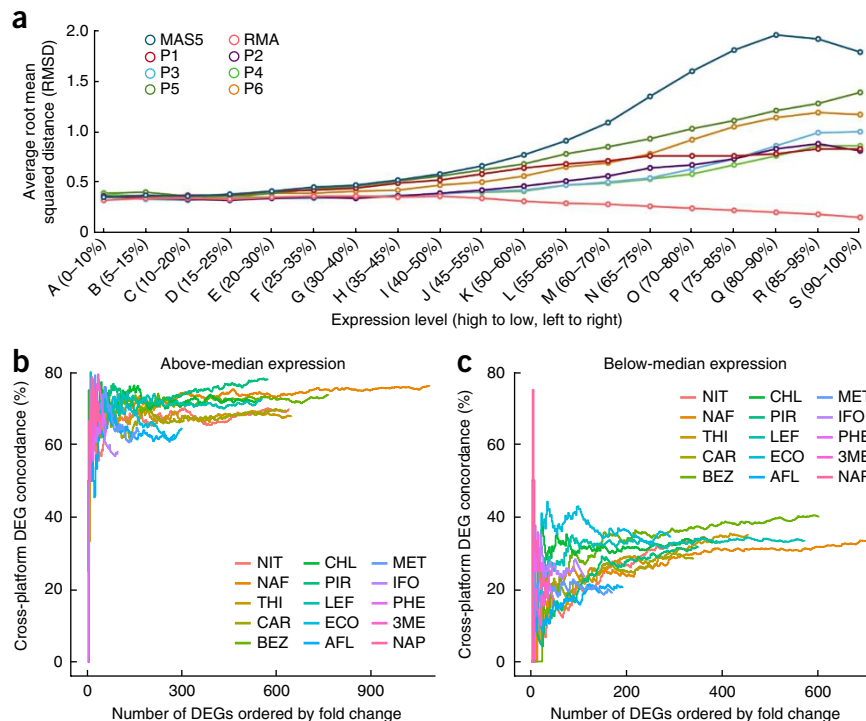 a
Average root mean
squared distance (RMSD)
2.0
1.5
1.0
0.5
0
MAS5 RMA
P1 P2
P3 P4
P5 P6
A (0–10%)
B (5–15%)
C (10–20%)
D (15–25%)
E (20–30%)
F (25–35%)
G (30–40%)
H (35–45%)
I (40–50%)
J (45–55%)
K (50–60%)
L (55–65%)
M (60–70%)
N (65–75%)
O (70–80%)
P (75–85%)
Q (80–90%)
R (85–95%)
S (90–100%)
Expression level (high to low, left to right)
b
Above-median expression
Cross-platform DEG concordance (%)
80
60
40
20
0
NIT CHL MET
NAF PIR IFO
THI LEF PHE
CAR ECO 3ME
BEZ AFL NAP
0 300 600 900
Number of DEGs ordered by fold change
c
Below-median expression
Cross-platform DEG concordance (%)
80
60
40
20
0
NIT CHL MET
NAF PIR IFO
THI LEF PHE
CAR ECO 3ME
BEZ AFL NAP
0 200 400 600
Number of DEGs ordered by fold change